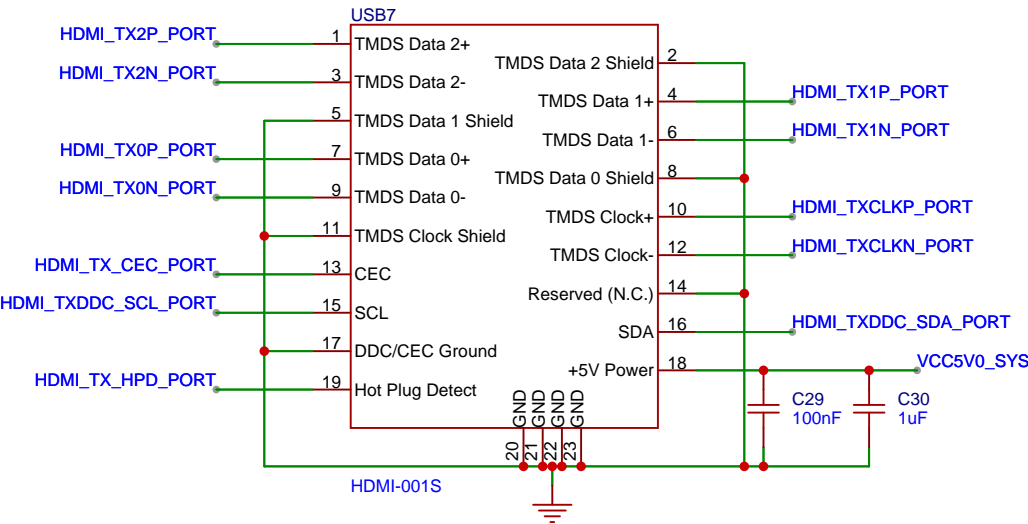 USB7
HDMI_TX2P_PORT 1 TMDS Data 2+
TMDS Data 2 Shield 2
HDMI_TX2N_PORT 3 TMDS Data 2-
TMDS Data 1+ 4 HDMI_TX1P_PORT
5 TMDS Data 1 Shield
TMDS Data 1- 6 HDMI_TX1N_PORT
HDMI_TX0P_PORT 7 TMDS Data 0+
TMDS Data 0 Shield 8
HDMI_TX0N_PORT 9 TMDS Data 0-
TMDS Clock+ 10 HDMI_TXCLKP_PORT
11 TMDS Clock Shield
TMDS Clock- 12 HDMI_TXCLKN_PORT
HDMI_TX_CEC_PORT 13 CEC
Reserved (N.C.) 14
HDMI_TXDDC_SCL_PORT 15 SCL
SDA 16 HDMI_TXDDC_SDA_PORT
17 DDC/CEC Ground
+5V Power 18 VCC5V0_SYS
HDMI_TX_HPD_PORT 19 Hot Plug Detect
C29
100nF
C30
1uF
GND GND GND GND
20 21 22 23
HDMI-001S